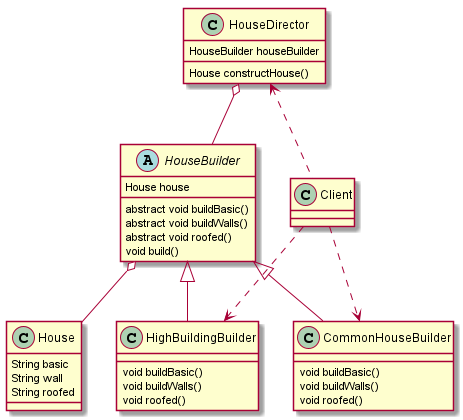 C HouseDirector
HouseBuilder houseBuilder
House constructHouse()
A HouseBuilder
House house
abstract void buildBasic()
abstract void buildWalls()
abstract void roofed()
void build()
C Client
C House
String basic
String wall
String roofed
C HighBuildingBuilder
void buildBasic()
void buildWalls()
void roofed()
C CommonHouseBuilder
void buildBasic()
void buildWalls()
void roofed()